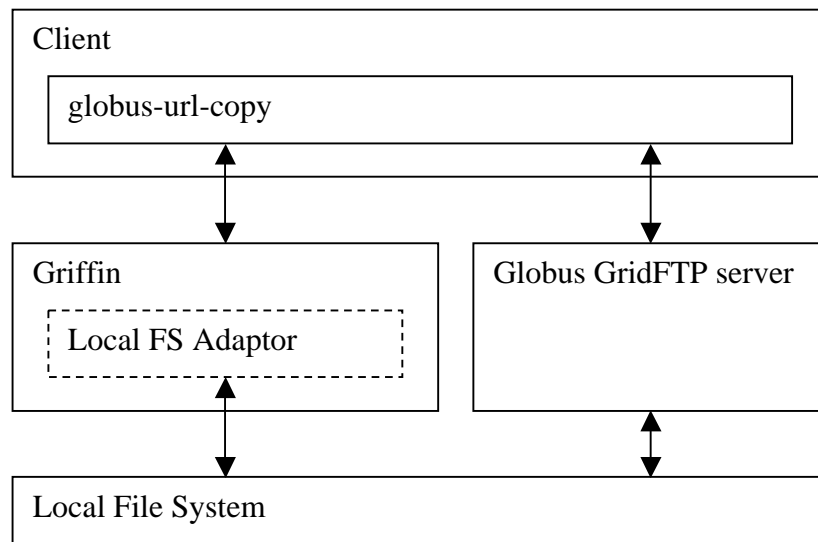 Client
globus-url-copy
Griffin
Globus GridFTP server
Local FS Adaptor
Local File System